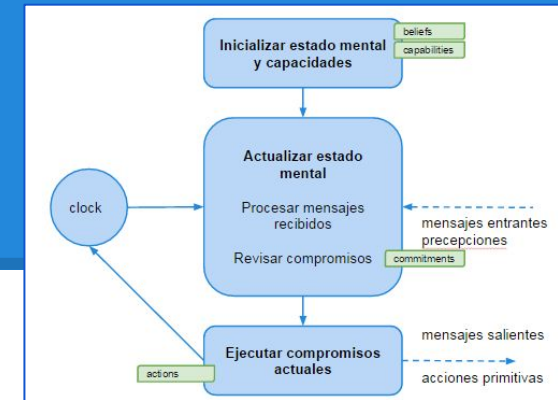 Inicializar estado mental
y capacidades
beliefs
capabilities
Actualizar estado
mental
Procesar mensajes
recibidos
Revisar compromisos
commitments
clock
mensajes entrantes
precepciones
Ejecutar compromisos
actuales
actions
mensajes salientes
acciones primitivas